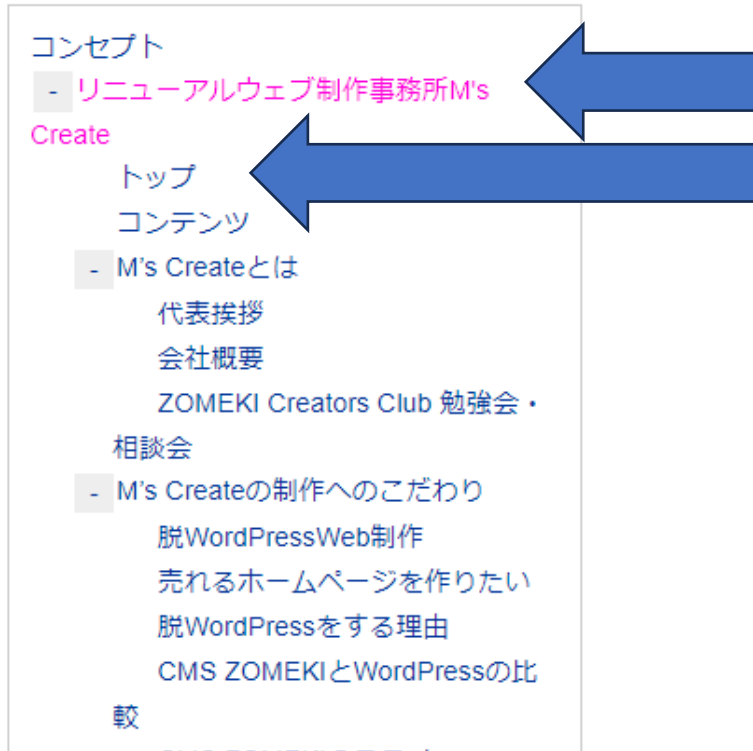 コンセプト
- リニューアルウェブ制作事務所M's
Create
トップ
コンテンツ
- M's Createとは
代表挨拶
会社概要
ZOMEKI Creators Club 勉強会・
相談会
- M's Createの制作へのこだわり
脱WordPressWeb制作
売れるホームページを作りたい
脱WordPressをする理由
CMS ZOMEKIとWordPressの比
較